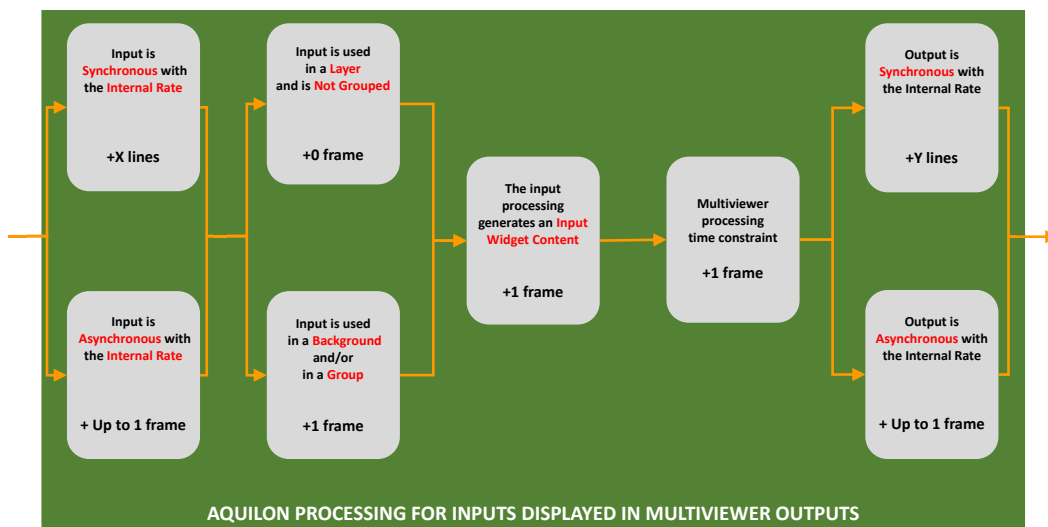 Input is
Synchronous with
the Internal Rate
+X lines
Input is
Asynchronous with
the Internal Rate
+ Up to 1 frame
Input is used
in a Layer
and is Not Grouped
+0 frame
Input is used
in a Background
and/or
in a Group
+1 frame
The input
processing
generates an Input
Widget Content
+1 frame
Multiviewer
processing
time constraint
+1 frame
Output is
Synchronous with
the Internal Rate
+Y lines
Output is
Asynchronous with
the Internal Rate
+ Up to 1 frame
AQUILON PROCESSING FOR INPUTS DISPLAYED IN MULTIVIEWER OUTPUTS